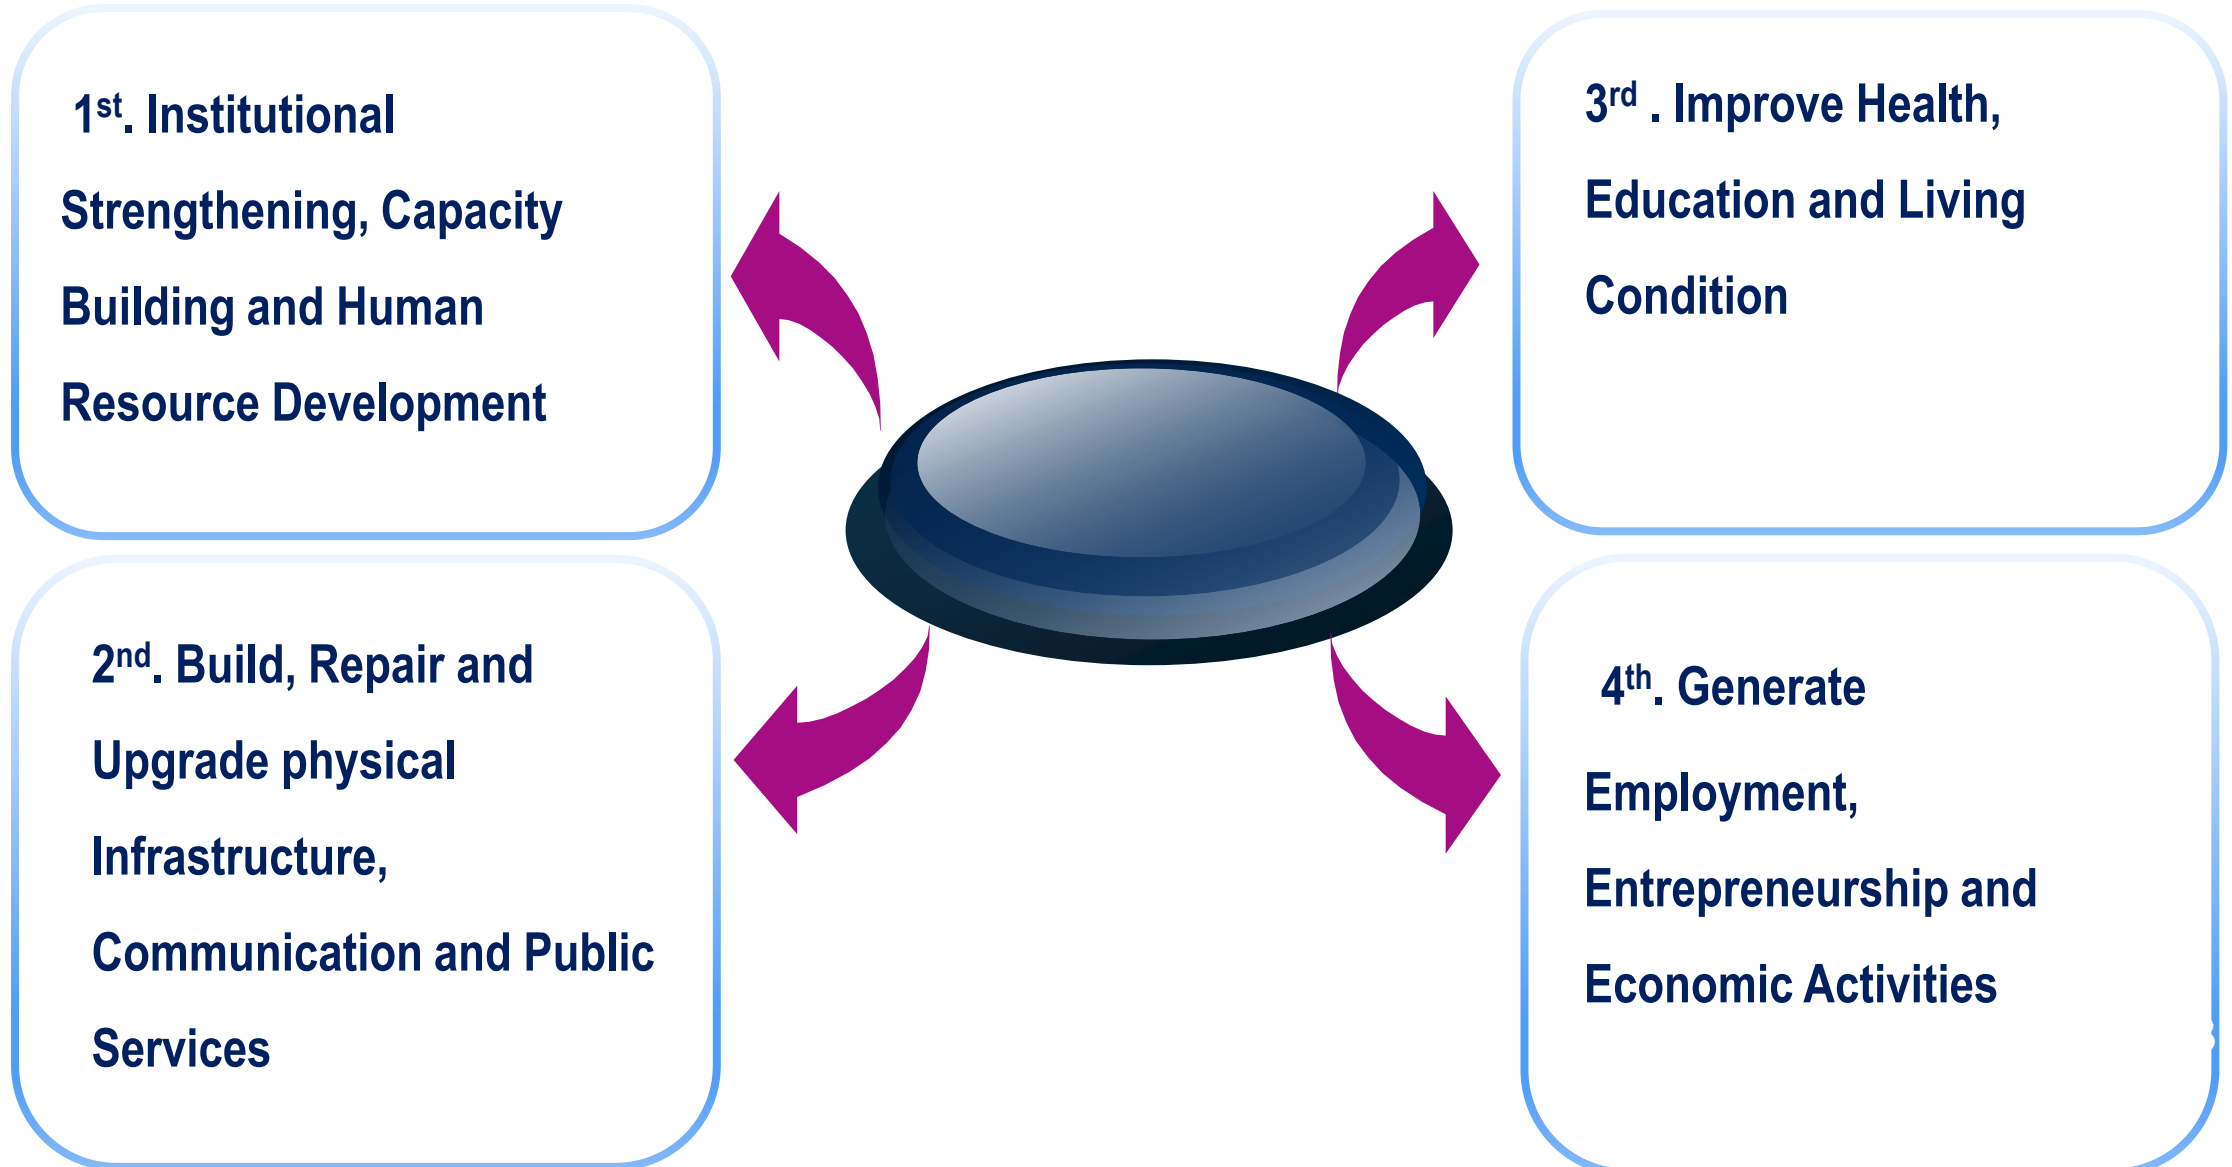 1st. Institutional
Strengthening, Capacity
Building and Human
Resource Development
2nd. Build, Repair and
Upgrade physical
Infrastructure,
Communication and Public
Services
3rd . Improve Health,
Education and Living
Condition
4th. Generate
Employment,
Entrepreneurship and
Economic Activities